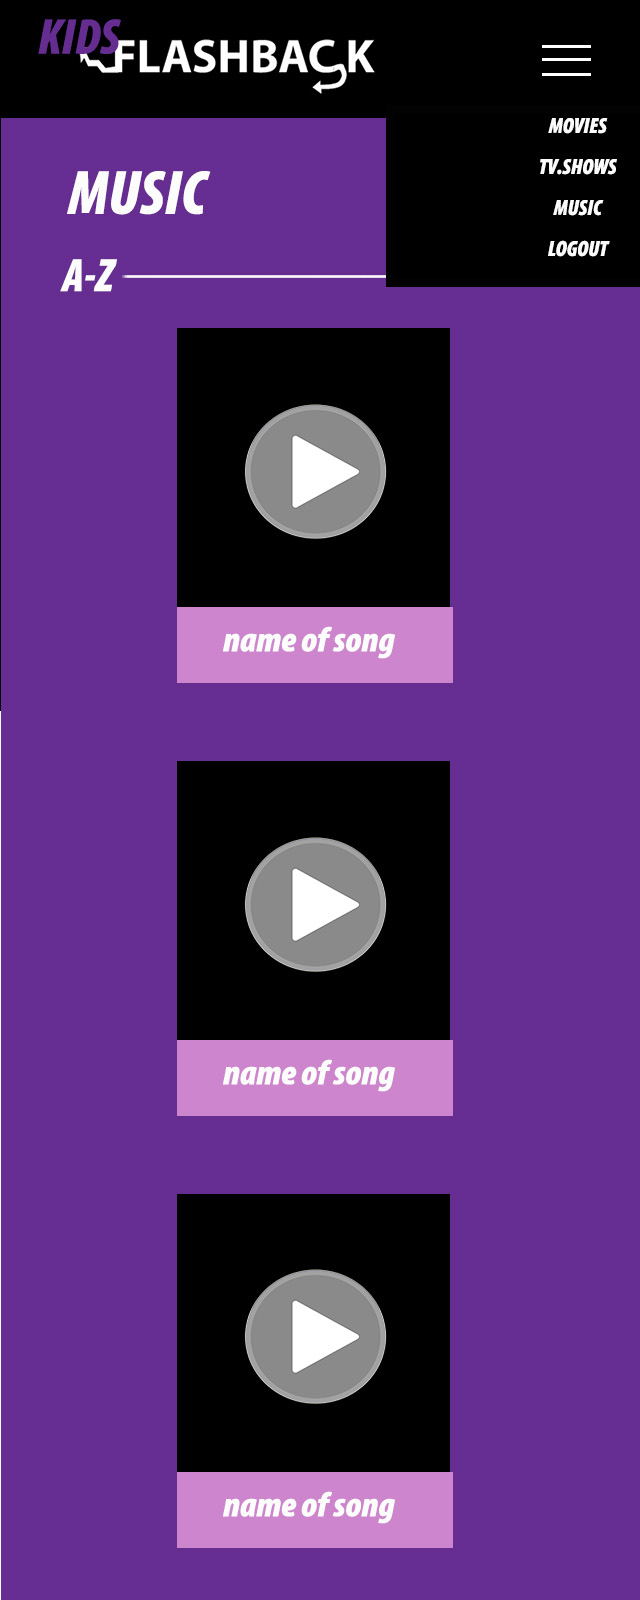 KIDS
FLASHBACK
MOVIES
TV.SHOWS
MUSIC
LOGOUT
MUSIC
A-Z
name of song
name of song
name of song